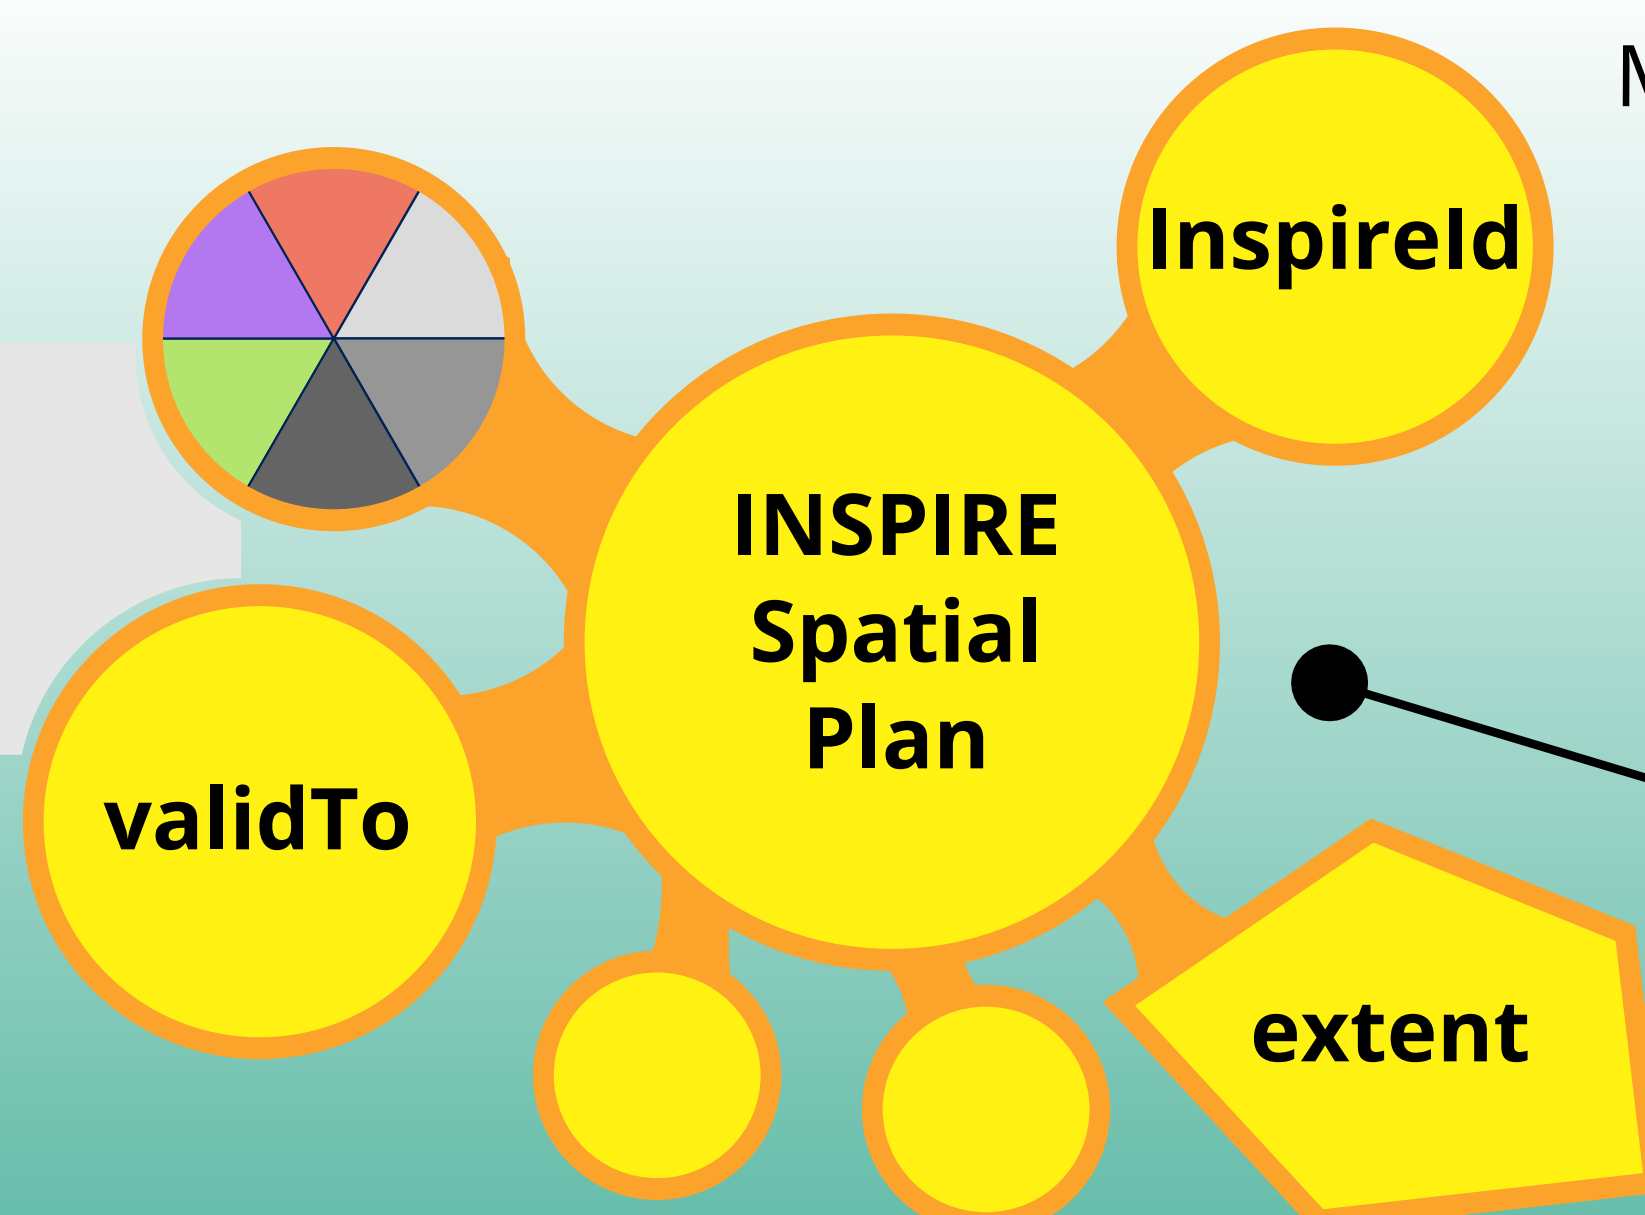 InspireId
INSPIRE
Spatial
Plan
validTo
extent